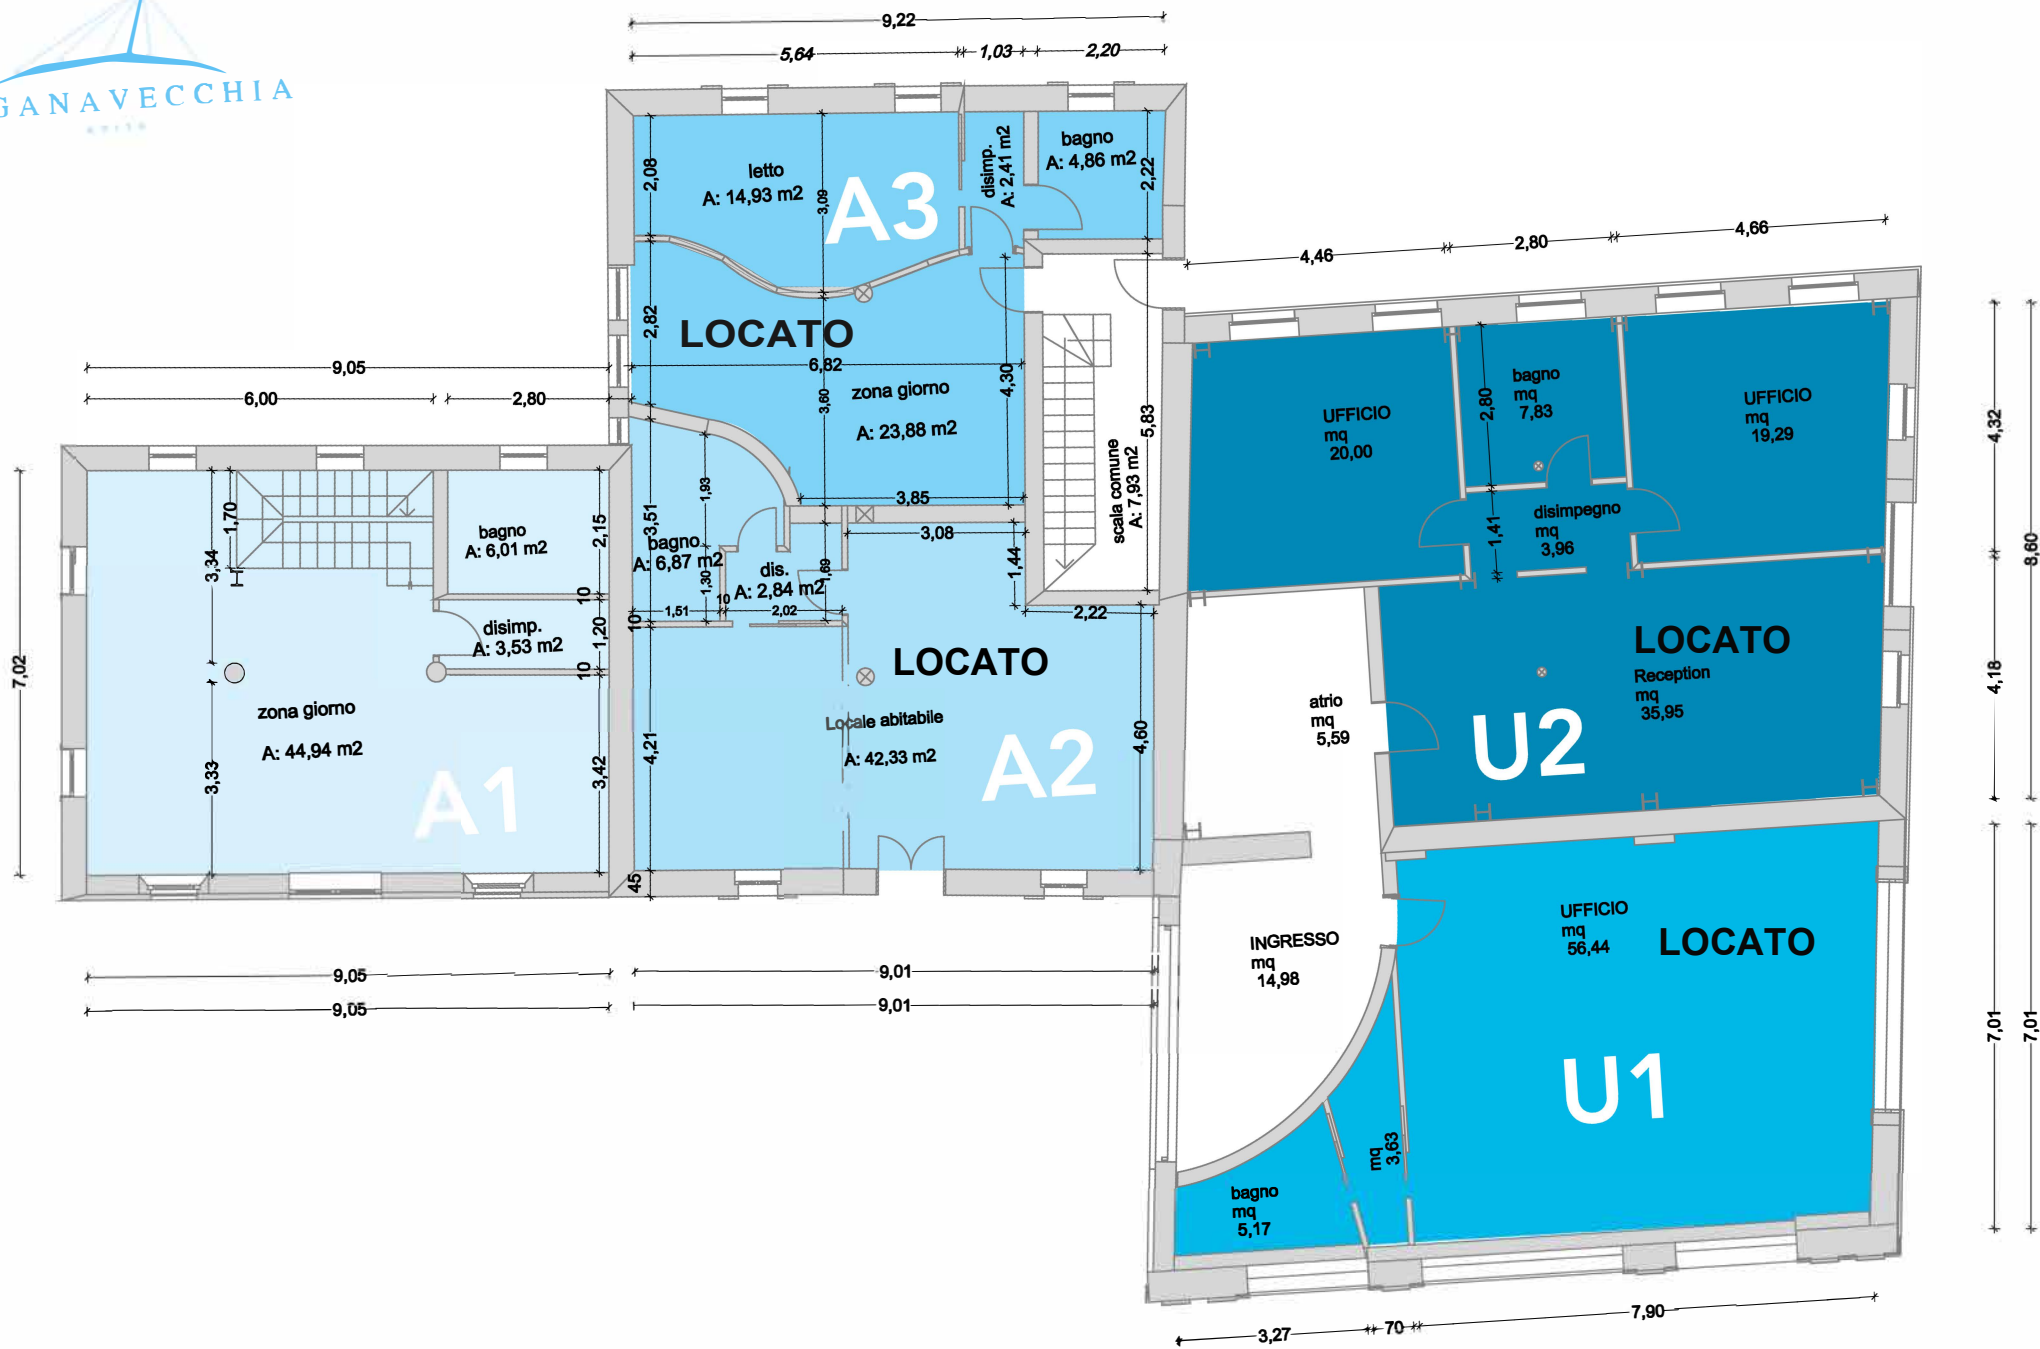 GANAVECCHIA
9,22
5,64
1,03
2,20
letto
A: 14,93 m2
2,08
3,09
A3
disimp.
A: 2,41 m2
bagno
A: 4,86 m2
2,22
2,82
LOCATO
6,82
zona giorno
A: 23,88 m2
3,60
4,30
3,85
5,83
scala comune
A: 7,93 m2
9,05
6,00
2,80
7,02
1,70
3,34
bagno
A: 6,01 m2
2,15
10
disimp.
A: 3,53 m2
1,20
10
zona giorno
A: 44,94 m2
3,33
3,42
A1
9,05
9,05
1,93
3,51
bagno
A: 6,87 m2
1,30
dis.
A: 2,84 m2
1,69
10
1,51
2,02
10
3,08
1,44
2,22
LOCATO
Locale abitabile
A: 42,33 m2
4,21
4,60
A2
45
9,01
9,01
4,46
2,80
4,66
UFFICIO
mq
20,00
bagno
mq
7,83
2,80
UFFICIO
mq
19,29
disimpegno
mq
3,96
1,41
LOCATO
Reception
mq
35,95
U2
atrio
mq
5,59
4,32
8,60
4,18
INGRESSO
mq
14,98
UFFICIO
mq
56,44
LOCATO
U1
7,01
7,01
mq
3,63
bagno
mq
5,17
3,27
70
7,90